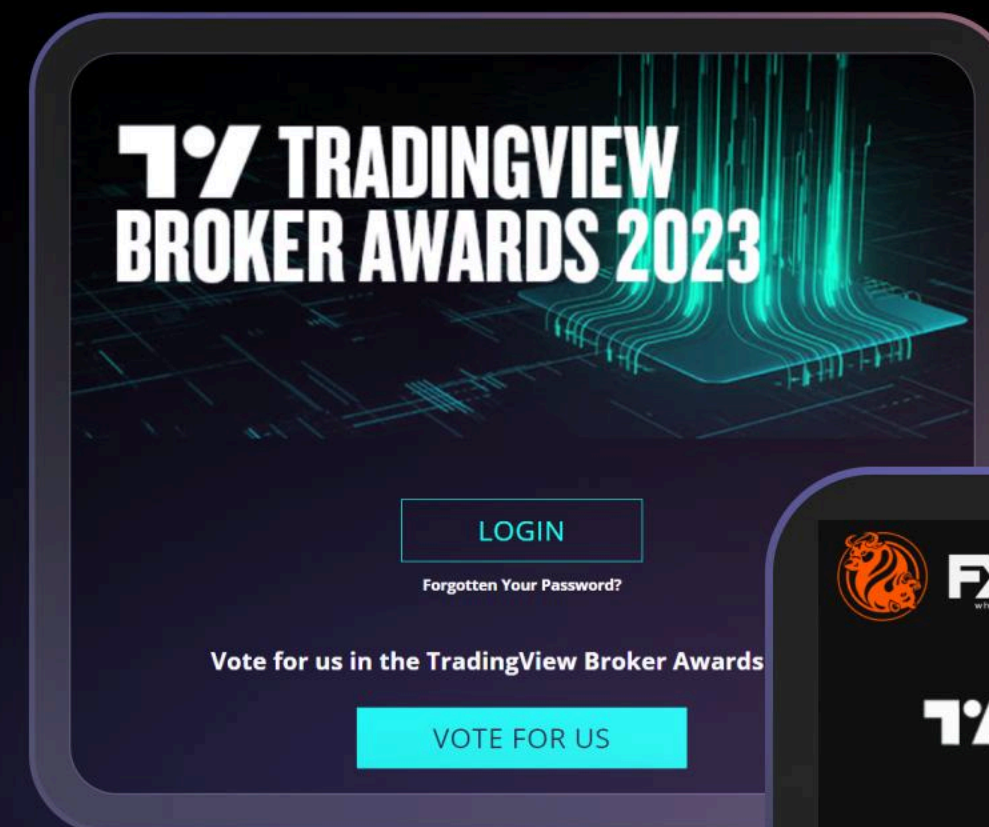 TRADINGVIEW
BROKER AWARDS 2023
LOGIN
Forgotten Your Password?
Vote for us in the TradingView Broker Awards
VOTE FOR US